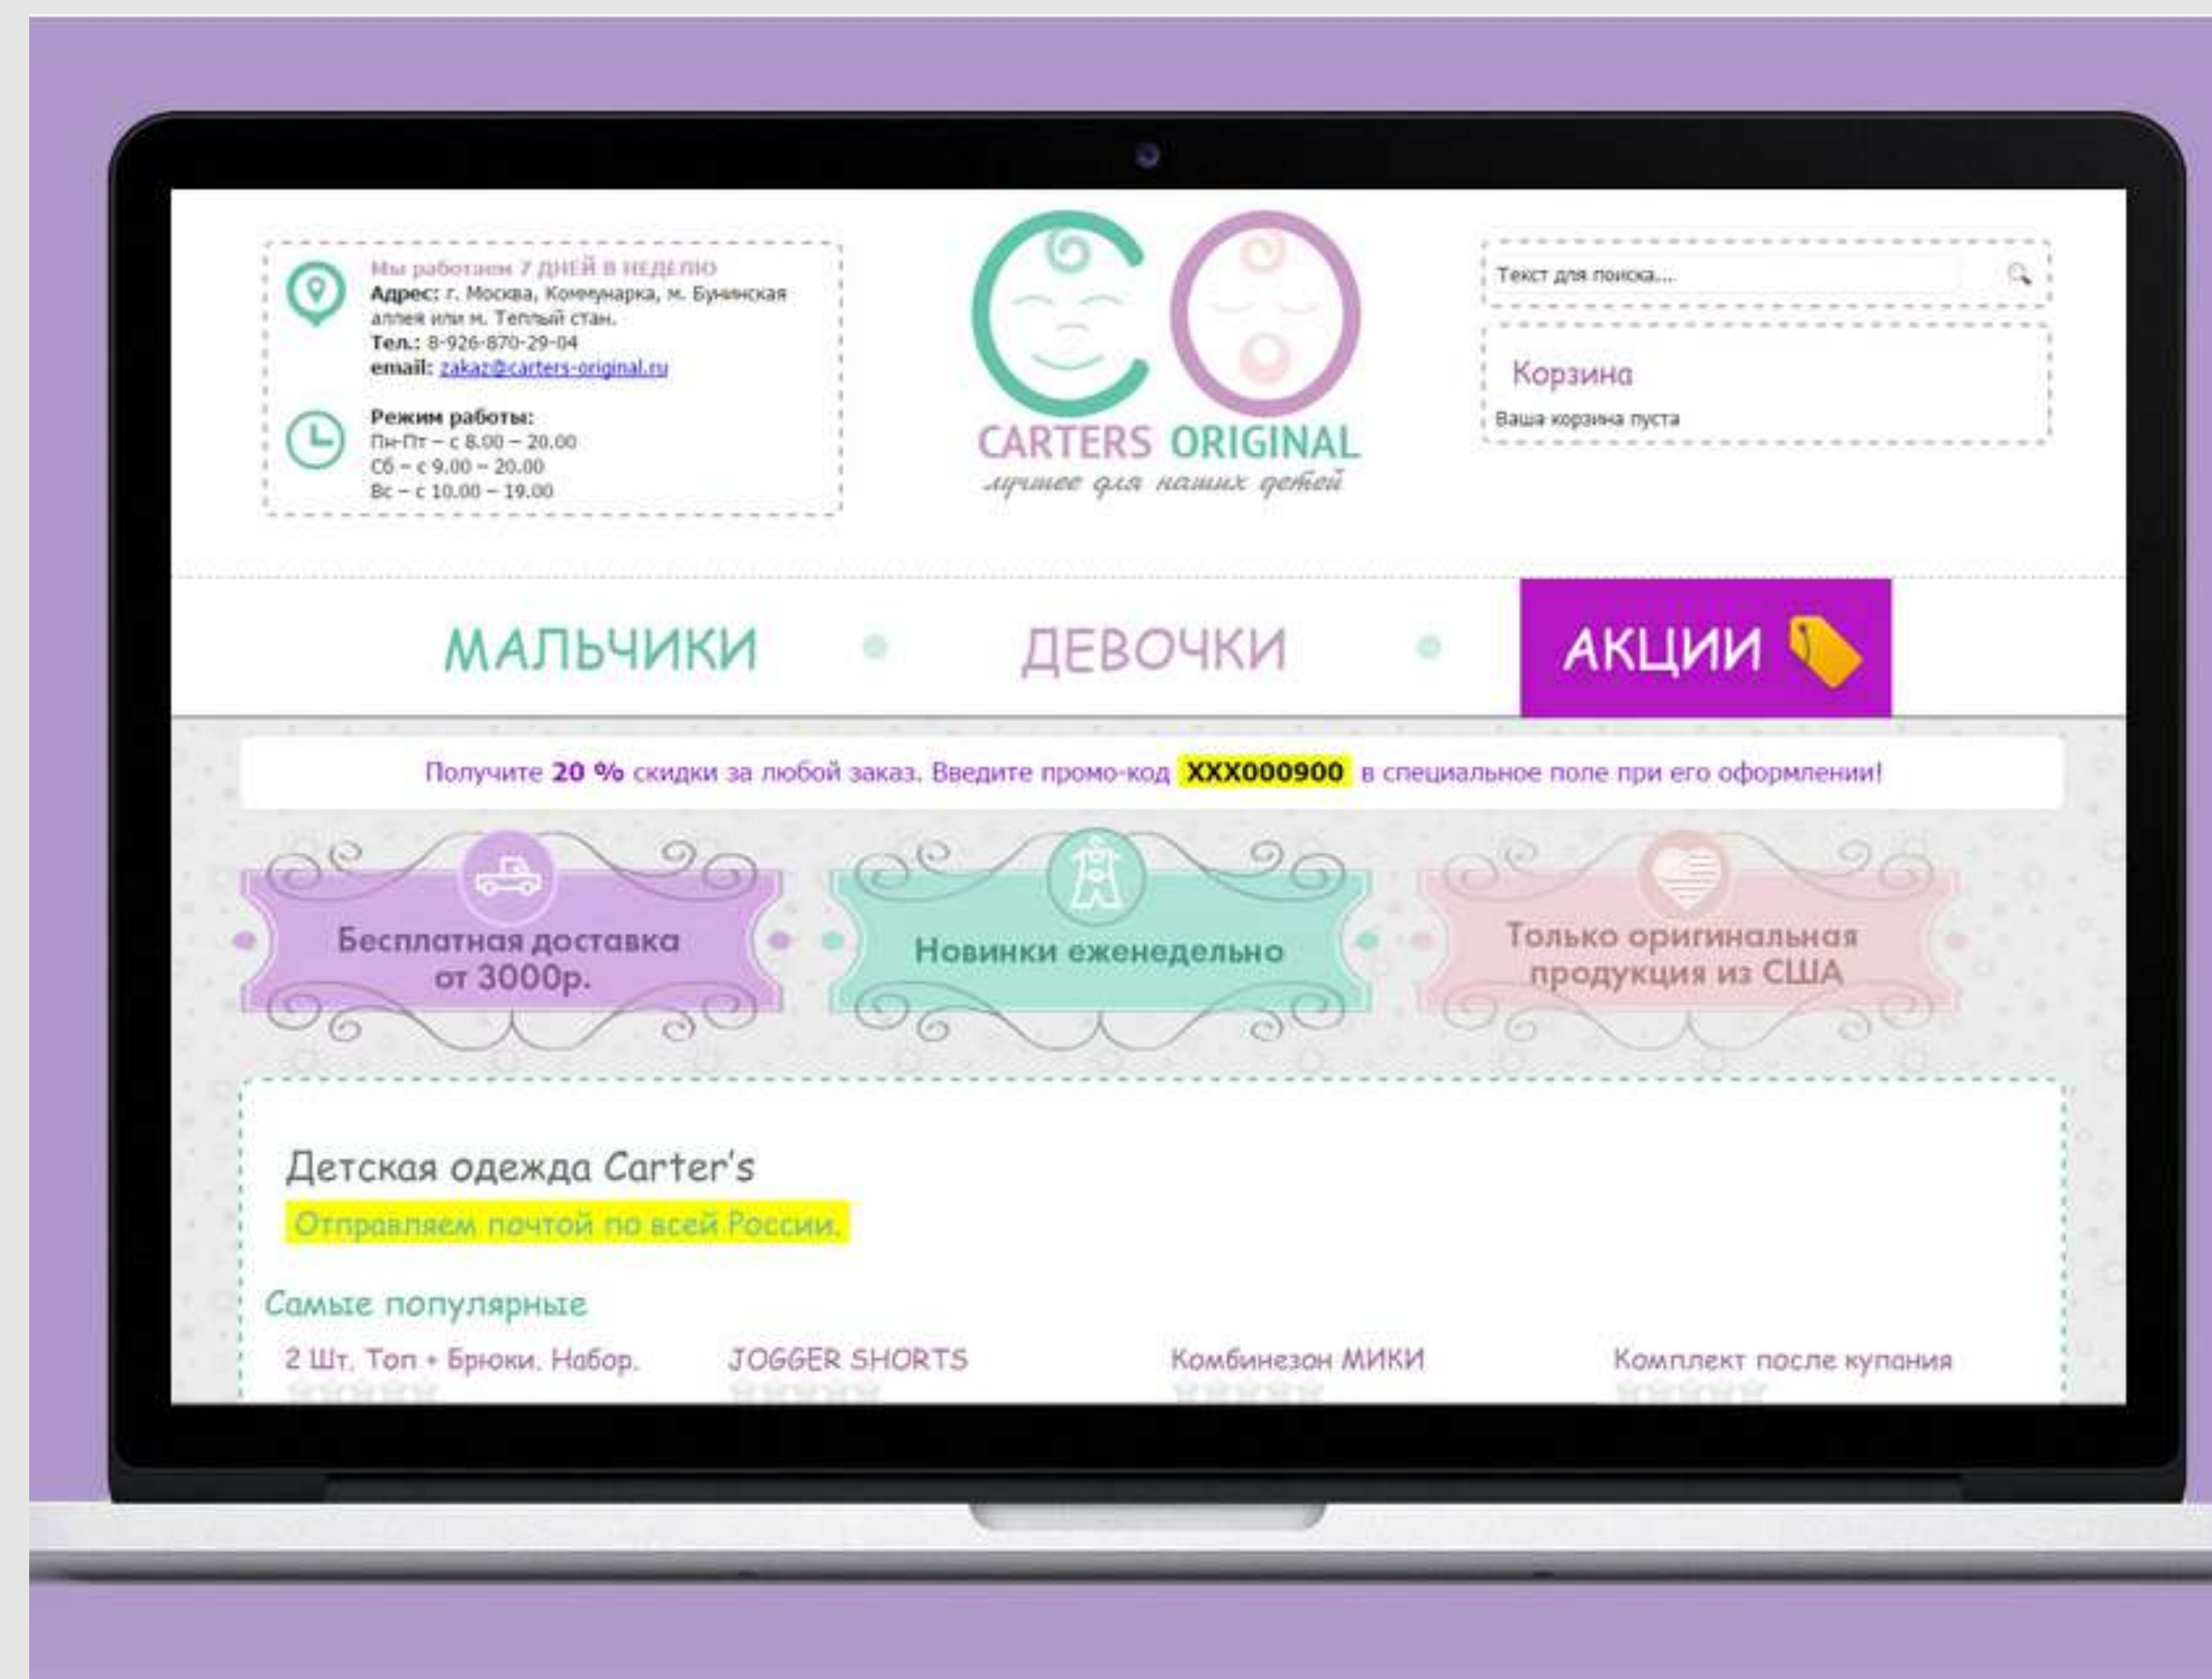 Мы работаем 7 ДНЕЙ В НЕДЕЛЮ
Адрес: г. Москва, Коммунарка, м. Бунинская
аллея или м. Теплый стан.
Тел.: 8-926-870-29-04
email: zakaz@carters-original.ru
Режим работы:
Пн-Пт – с 8.00 – 20.00
Сб – с 9.00 – 20.00
Вс – с 10.00 – 19.00
CO
CARTERS ORIGINAL
лучшее для наших детей
Текст для поиска...
Корзина
Ваша корзина пуста
МАЛЬЧИКИ
ДЕВОЧКИ
АКЦИИ
Получите 20 % скидки за любой заказ. Введите промо-код XXX000900 в специальное поле при его оформлении!
Бесплатная доставка
от 3000р.
Новинки еженедельно
Только оригинальная
продукция из США
Детская одежда Carter's
Отправляем почтой по всей России.
Самые популярные
2 Шт. Топ + Брюки. Набор.
JOGGER SHORTS
Комбинезон МИКИ
Комплект после купания